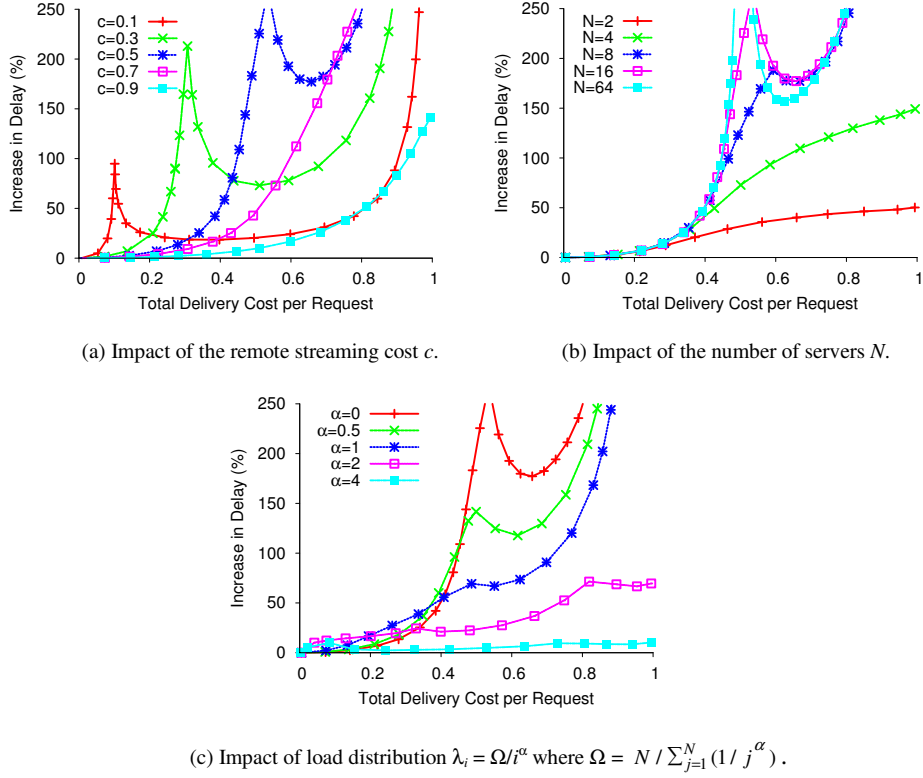 c=0.1
c=0.3
c=0.5
c=0.7
c=0.9
250
200
150
100
50
0
Increase in Delay (%)
0 0.2 0.4 0.6 0.8 1
Total Delivery Cost per Request
(a) Impact of the remote streaming cost c.
N=2
N=4
N=8
N=16
N=64
250
200
150
100
50
0
Increase in Delay (%)
0 0.2 0.4 0.6 0.8 1
Total Delivery Cost per Request
(b) Impact of the number of servers N.
α=0
α=0.5
α=1
α=2
α=4
250
200
150
100
50
0
Increase in Delay (%)
0 0.2 0.4 0.6 0.8 1
Total Delivery Cost per Request
(c) Impact of load distribution λ_i = Ω/i^α where Ω = N / ∑_{j=1}^{N} (1 / j^α) .